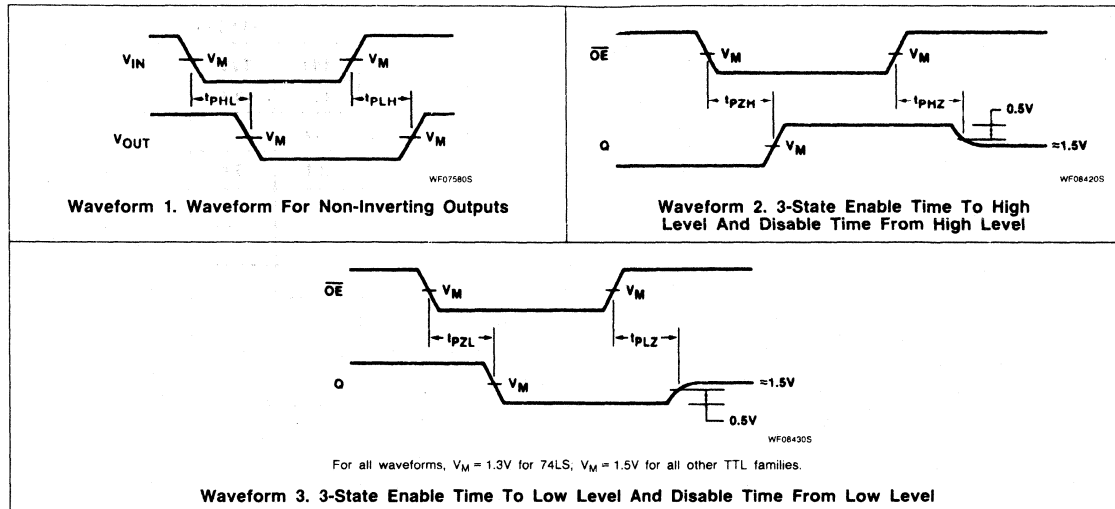 V_IN
V_M
V_M
t_PHL
t_PLH
V_OUT
V_M
V_M
WF07580S
Waveform 1. Waveform For Non-Inverting Outputs
OE
V_M
V_M
t_PZH
t_PHZ
0.5V
Q
V_M
≈1.5V
WF08420S
Waveform 2. 3-State Enable Time To High
Level And Disable Time From High Level
OE
V_M
V_M
t_PZL
t_PLZ
Q
V_M
≈1.5V
0.5V
WF08430S
For all waveforms, V_M = 1.3V for 74LS; V_M = 1.5V for all other TTL families.
Waveform 3. 3-State Enable Time To Low Level And Disable Time From Low Level